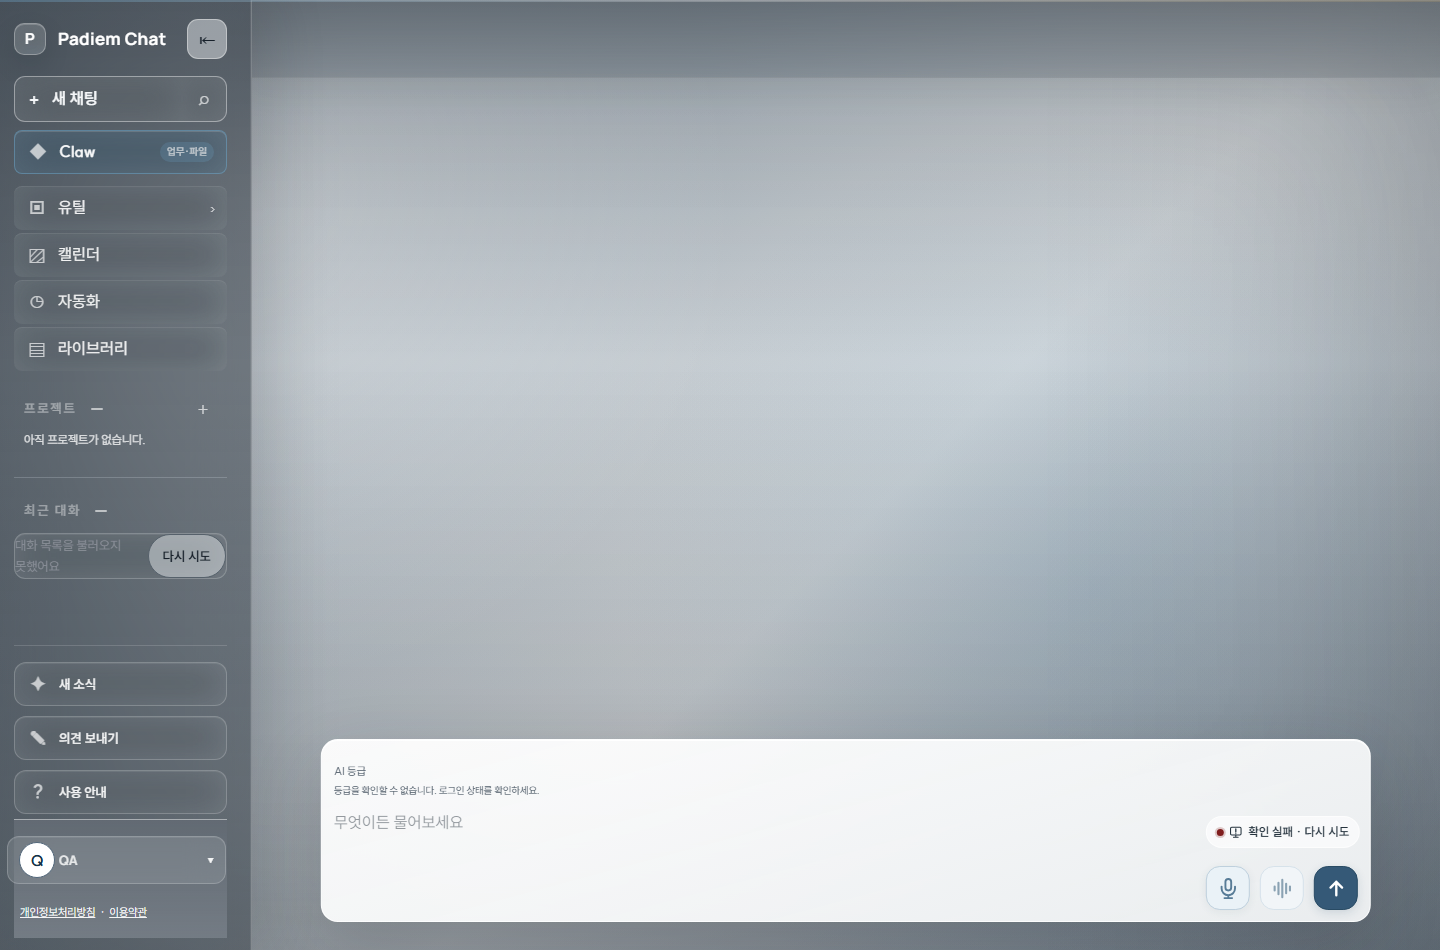 P Padiem Chat
+ 새 채팅
Claw 업무·파일
유틸
캘린더
자동화
라이브러리
프로젝트
아직 프로젝트가 없습니다.
최근 대화
대화 목록을 불러오지
못했어요
다시 시도
새 소식
의견 보내기
? 사용 안내
Q QA
개인정보처리방침 · 이용약관
AI 등급
등급을 확인할 수 없습니다. 로그인 상태를 확인하세요.
무엇이든 물어보세요
확인 실패 · 다시 시도